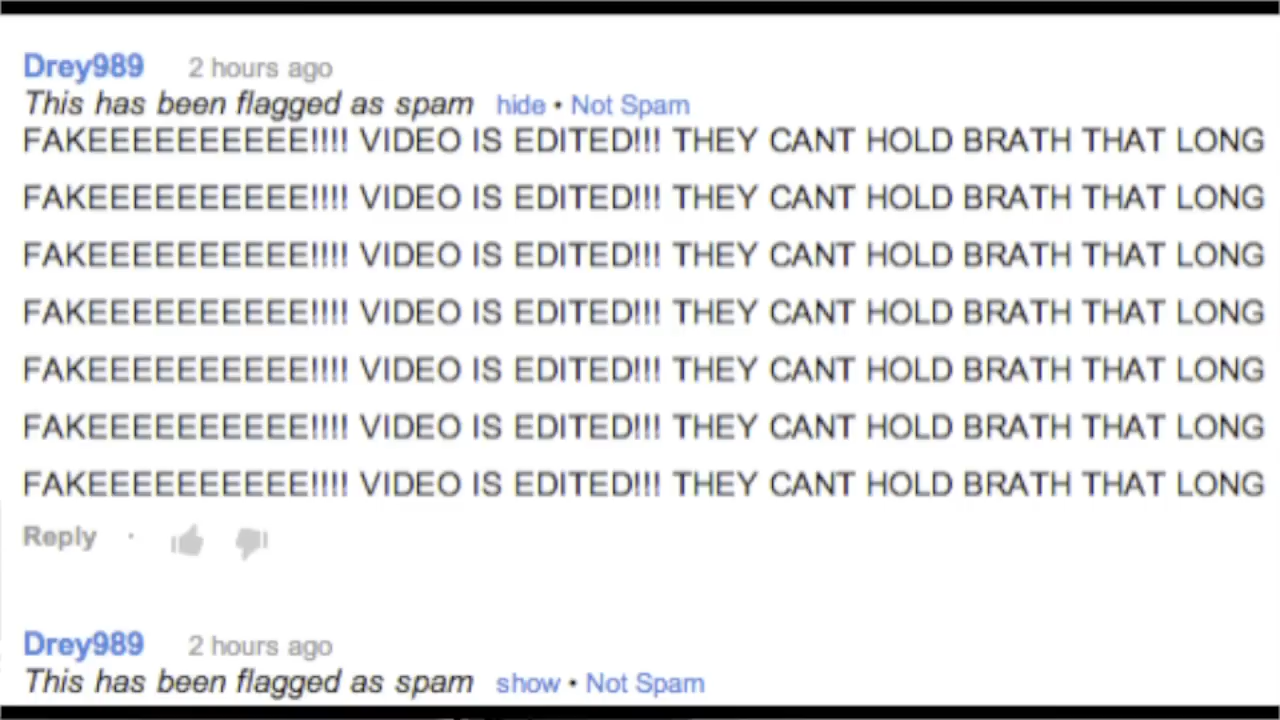 Drey989 2 hours ago
This has been flagged as spam hide • Not Spam
FAKEEEEEEEEEE!!!! VIDEO IS EDITED!!! THEY CANT HOLD BRATH THAT LONG
FAKEEEEEEEEEE!!!! VIDEO IS EDITED!!! THEY CANT HOLD BRATH THAT LONG
FAKEEEEEEEEEE!!!! VIDEO IS EDITED!!! THEY CANT HOLD BRATH THAT LONG
FAKEEEEEEEEEE!!!! VIDEO IS EDITED!!! THEY CANT HOLD BRATH THAT LONG
FAKEEEEEEEEEE!!!! VIDEO IS EDITED!!! THEY CANT HOLD BRATH THAT LONG
FAKEEEEEEEEEE!!!! VIDEO IS EDITED!!! THEY CANT HOLD BRATH THAT LONG
FAKEEEEEEEEEE!!!! VIDEO IS EDITED!!! THEY CANT HOLD BRATH THAT LONG
Reply ·
Drey989 2 hours ago
This has been flagged as spam show • Not Spam